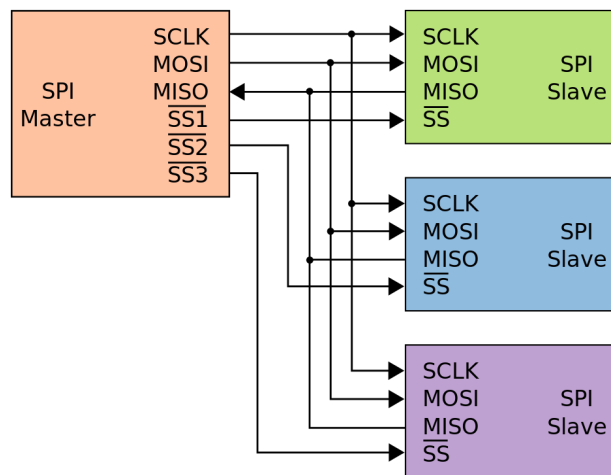 SPI
Master
SCLK
MOSI
MISO
SS1
SS2
SS3
SCLK
MOSI
MISO
SS
SPI
Slave
SCLK
MOSI
MISO
SS
SPI
Slave
SCLK
MOSI
MISO
SS
SPI
Slave